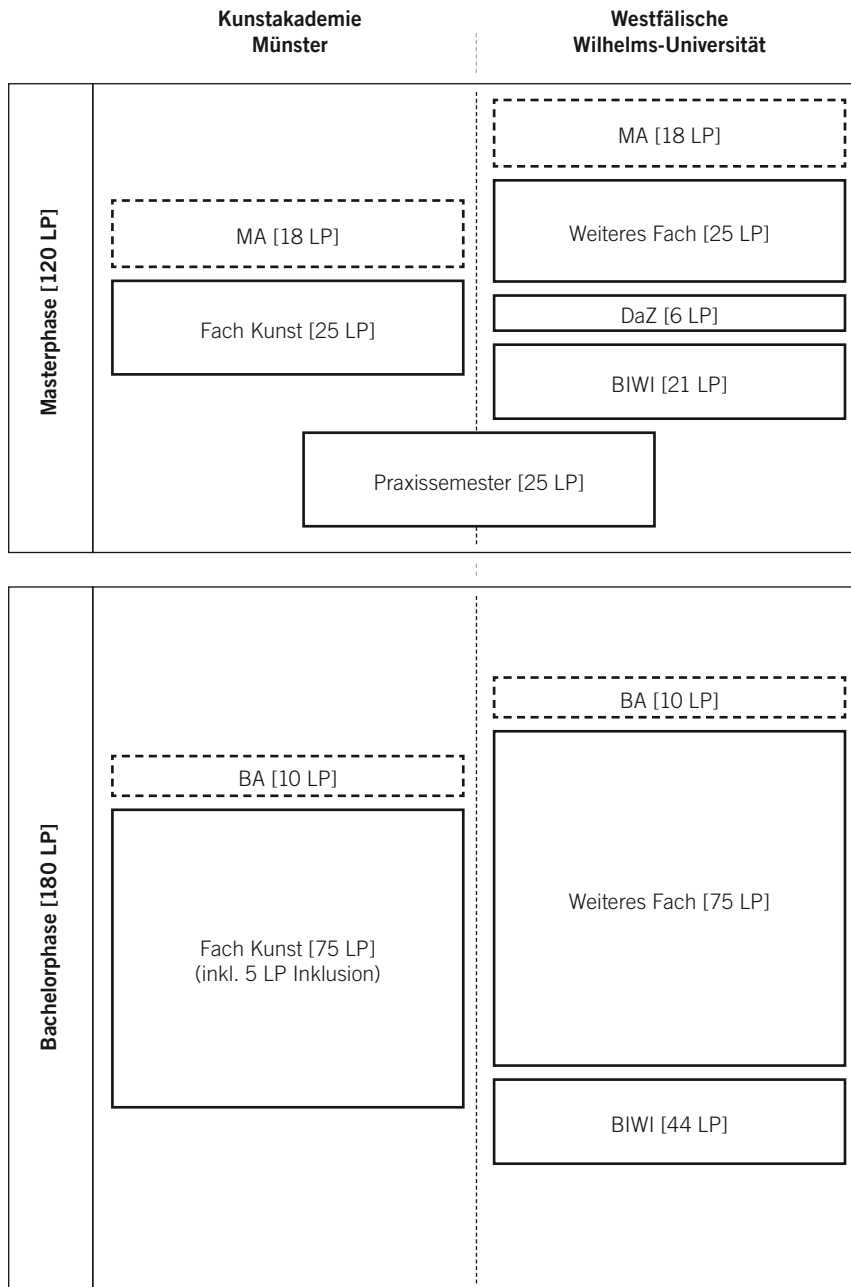 Kunstakademie
Münster
Westfälische
Wilhelms-Universität
Masterphase [120 LP]
MA [18 LP]
Fach Kunst [25 LP]
MA [18 LP]
Weiteres Fach [25 LP]
DaZ [6 LP]
BIWI [21 LP]
Praxissemester [25 LP]
Bachelorphase [180 LP]
BA [10 LP]
Fach Kunst [75 LP]
(inkl. 5 LP Inklusion)
BA [10 LP]
Weiteres Fach [75 LP]
BIWI [44 LP]